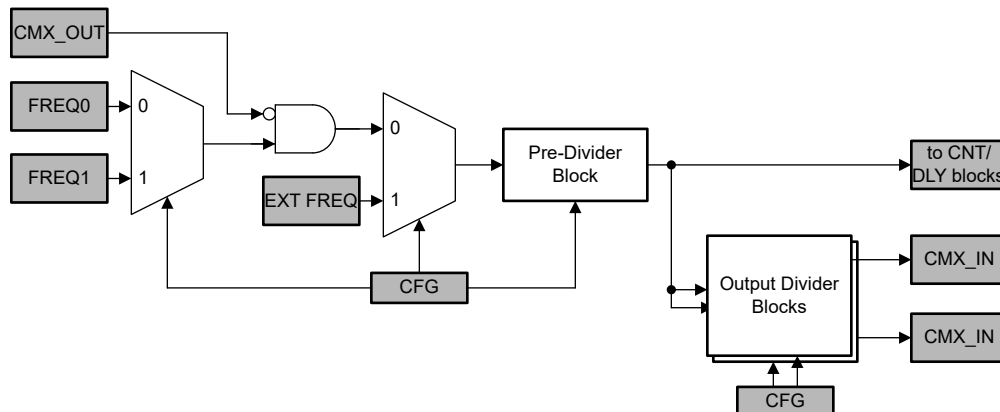 CMX_OUT
FREQ0
FREQ1
0
1
0
1
EXT FREQ
Pre-Divider
Block
to CNT/
DLY blocks
CFG
Output Divider
Blocks
CMX_IN
CMX_IN
CFG